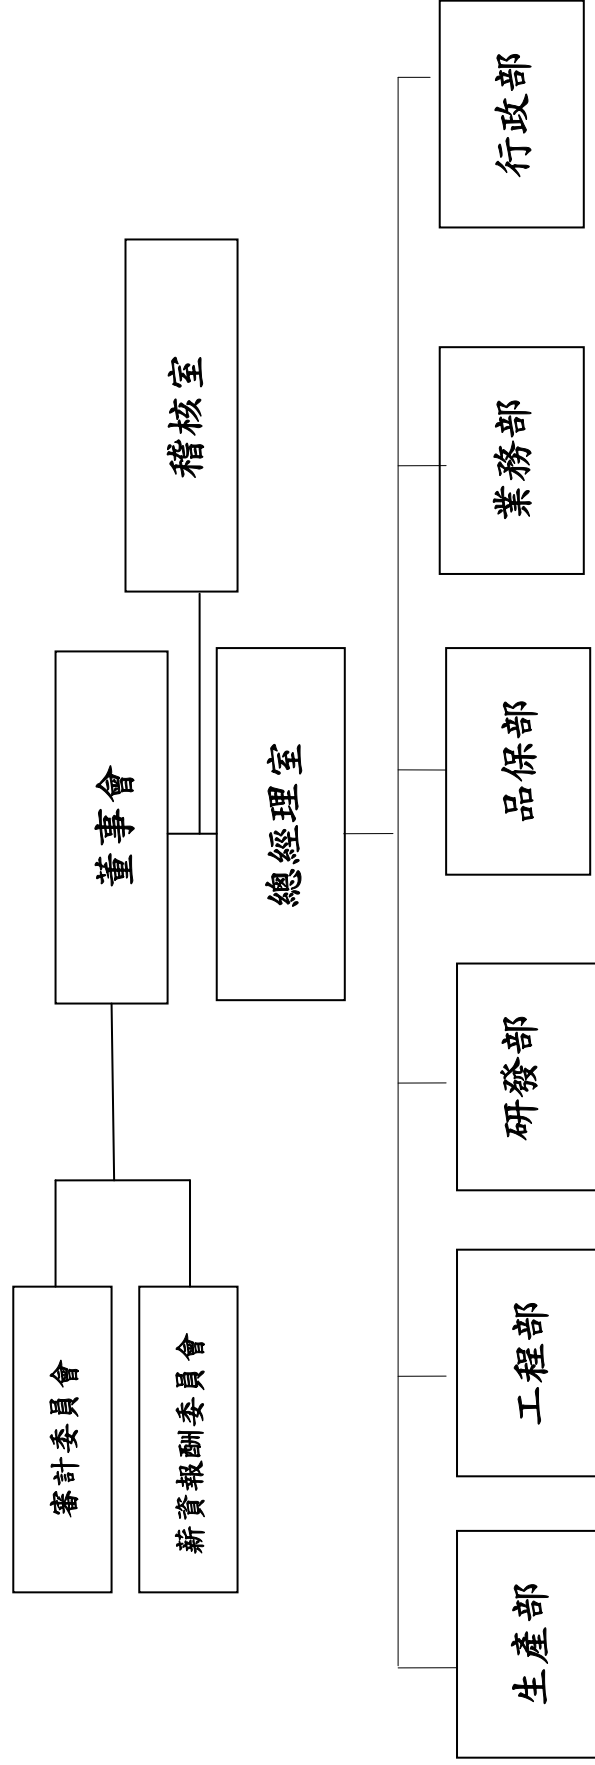 審計委員會
董事會
薪資報酬委員會
稽核室
總經理室
生產部
工程部
研發部
品保部
業務部
行政部